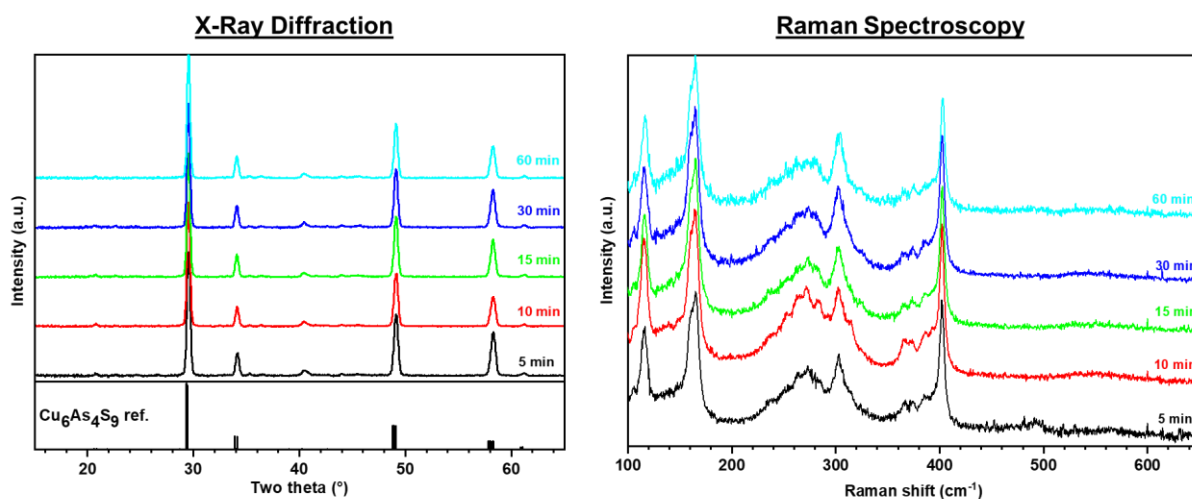 X-Ray Diffraction
Intensity (a.u.)
60 min
30 min
15 min
10 min
5 min
Cu6As4S9 ref.
20 30 40 50 60
Two theta (°)
Raman Spectroscopy
Intensity (a.u.)
60 min
30 min
15 min
10 min
5 min
100 200 300 400 500 600
Raman shift (cm-1)